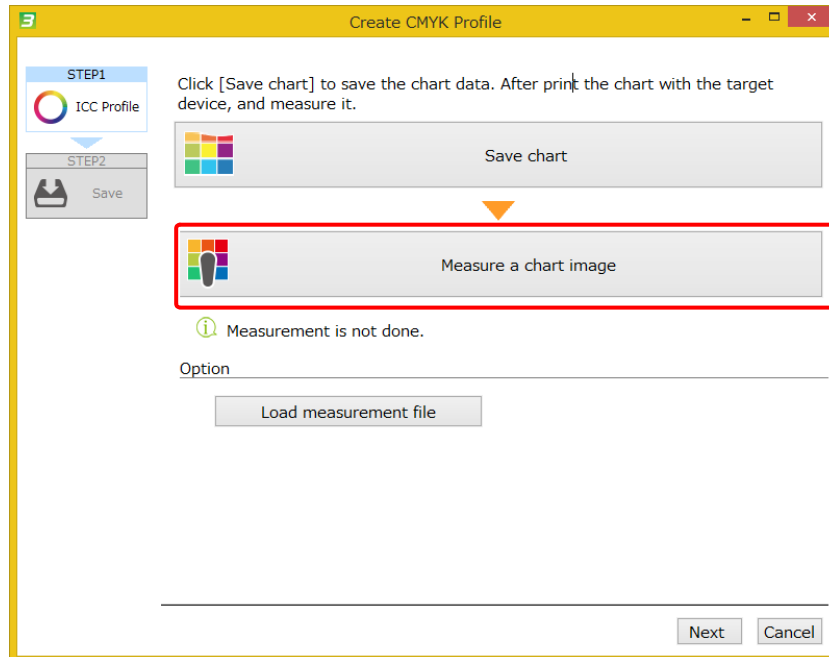 3
Create CMYK Profile
STEP1
ICC Profile
STEP2
Save
Click [Save chart] to save the chart data. After print the chart with the target
device, and measure it.
Save chart
Measure a chart image
Measurement is not done.
Option
Load measurement file
Next
Cancel